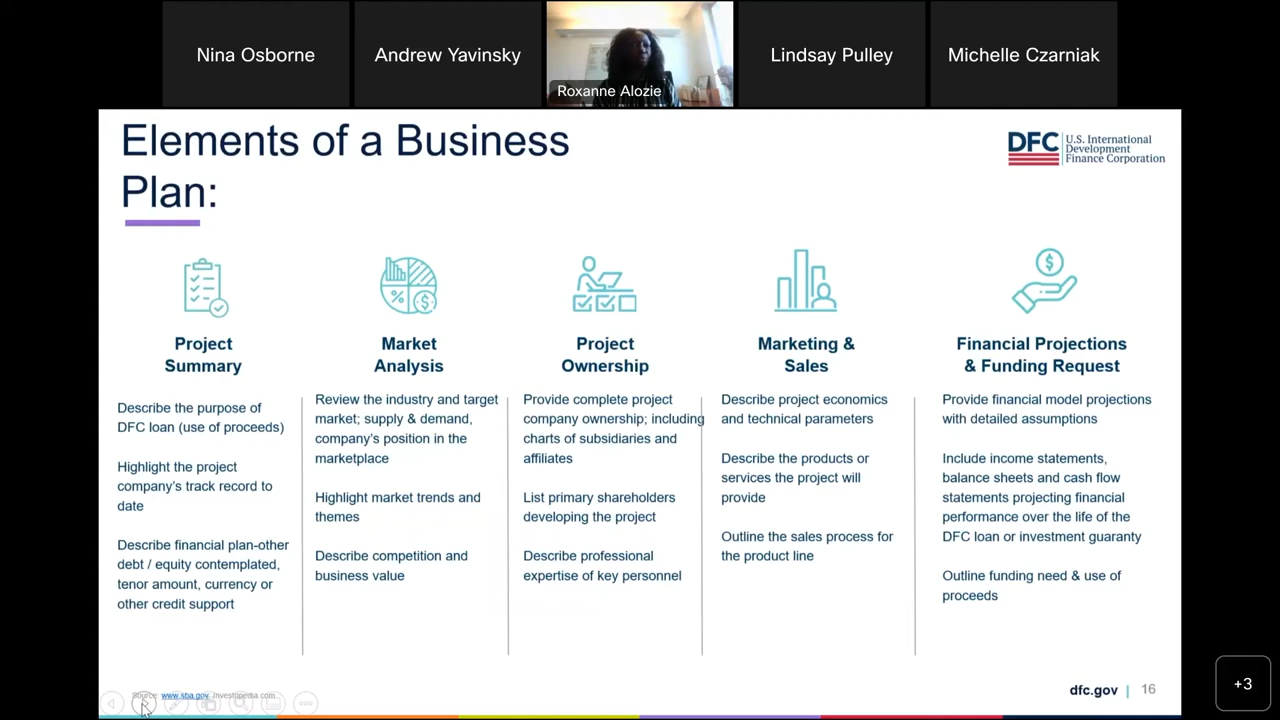 Nina Osborne
Andrew Yavinsky
Roxanne Alozie
Lindsay Pulley
Michelle Czarniak
Elements of a Business
Plan:
DFC
U.S. International
Development
Finance Corporation
Project
Summary
Describe the purpose of
DFC loan (use of proceeds)
Highlight the project
company's track record to
date
Describe financial plan-other
debt / equity contemplated,
tenor amount, currency or
other credit support
Market
Analysis
Review the industry and target
market; supply & demand,
company's position in the
marketplace
Highlight market trends and
themes
Describe competition and
business value
Project
Ownership
Provide complete project
company ownership; including
charts of subsidiaries and
affiliates
List primary shareholders
developing the project
Describe professional
expertise of key personnel
Marketing &
Sales
Describe project economics
and technical parameters
Describe the products or
services the project will
provide
Outline the sales process for
the product line
Financial Projections
& Funding Request
Provide financial model projections
with detailed assumptions
Include income statements,
balance sheets and cash flow
statements projecting financial
performance over the life of the
DFC loan or investment guaranty
Outline funding need & use of
proceeds
Source: www.sba.gov, Investopedia.com
dfc.gov | 16
+3